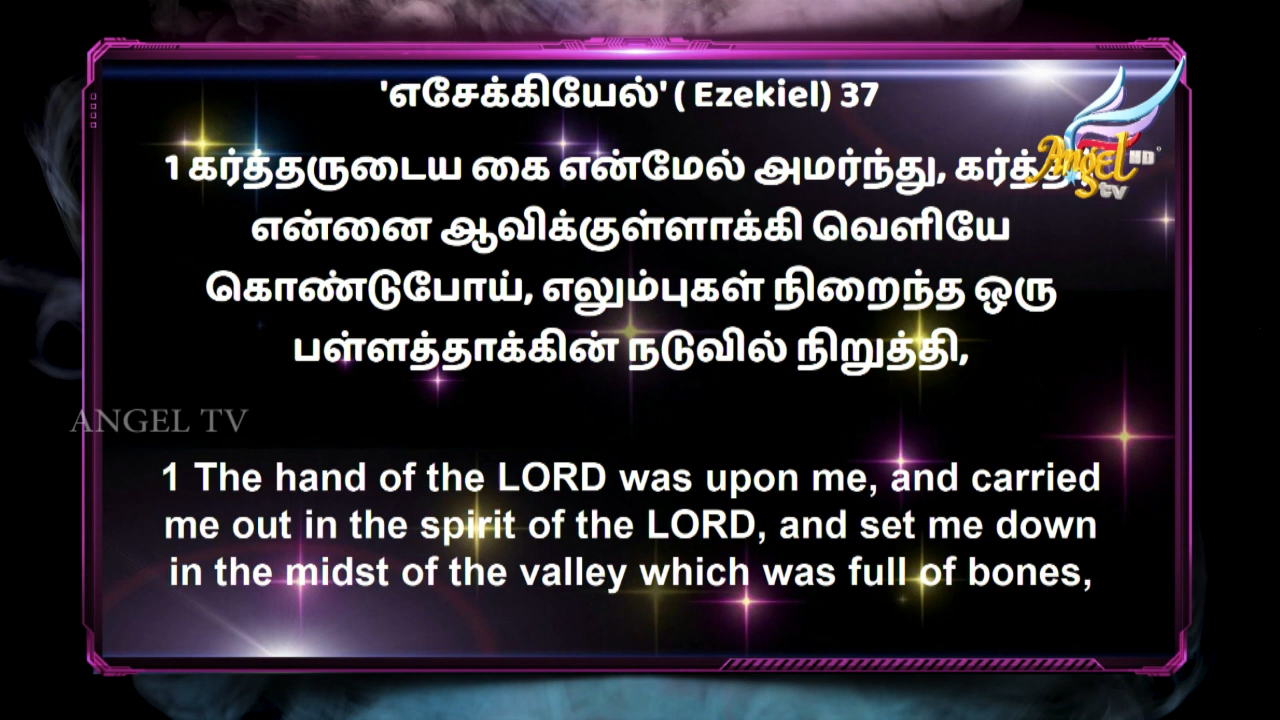 'எசேக்கியேல்' ( Ezekiel) 37
1 கர்த்தருடைய கை என்மேல் அமர்ந்து,
என்னை ஆவிக்குள்ளாக்கி வெளியே
கொண்டுபோய், எலும்புகள் நிறைந்த ஒரு
பள்ளத்தாக்கின் நடுவில் நிறுத்தி,
Angel HD
tv
ANGEL TV
1 The hand of the LORD was upon me, and carried
me out in the spirit of the LORD, and set me down
in the midst of the valley which was full of bones,